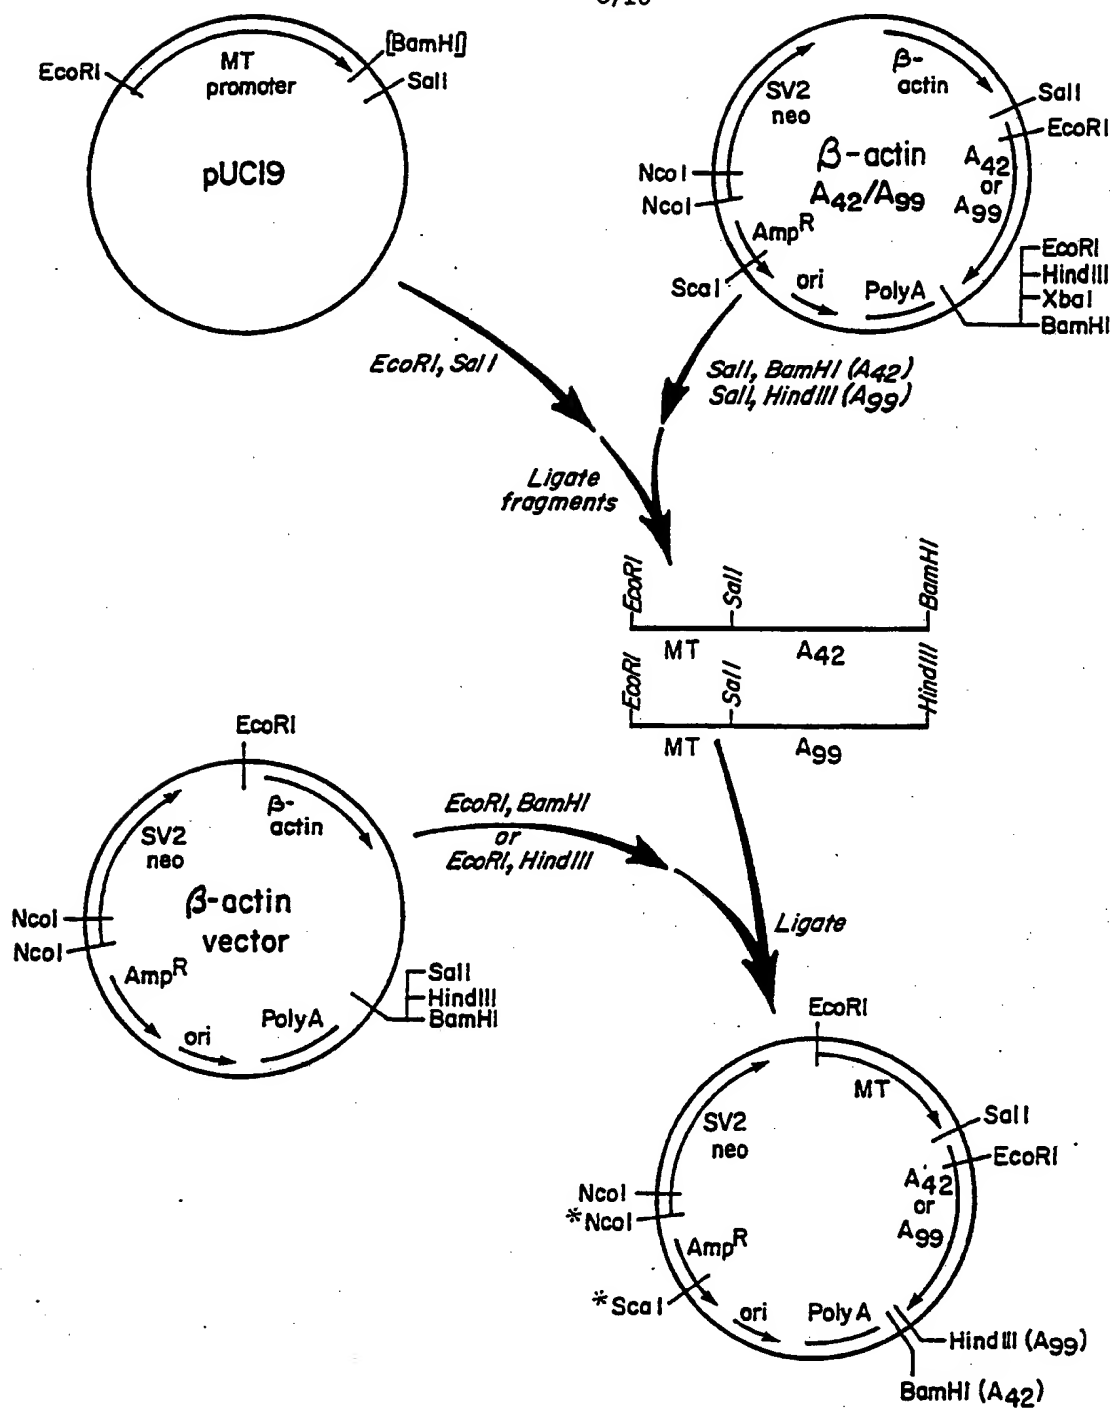 EcoRI
MT
promoter
[BamHI]
SalI
pUC19
SV2
neo
β-
actin
SalI
EcoRI
β-actin
A42/A99
A42
or
A99
NcoI
NcoI
AmpR
ScaI
ori
PolyA
EcoRI
HindIII
XbaI
BamHI
EcoRI, SalI
SalI, BamHI (A42)
SalI, HindIII (A99)
Ligate
fragments
EcoRI
SalI
BamHI
MT
A42
EcoRI
SalI
HindIII
MT
A99
EcoRI
β-
actin
SV2
neo
β-actin
vector
NcoI
NcoI
AmpR
ori
PolyA
SalI
HindIII
BamHI
EcoRI, BamHI
or
EcoRI, HindIII
Ligate
EcoRI
MT
SalI
EcoRI
SV2
neo
A42
or
A99
NcoI
*NcoI
AmpR
*ScaI
ori
PolyA
HindIII (A99)
BamHI (A42)